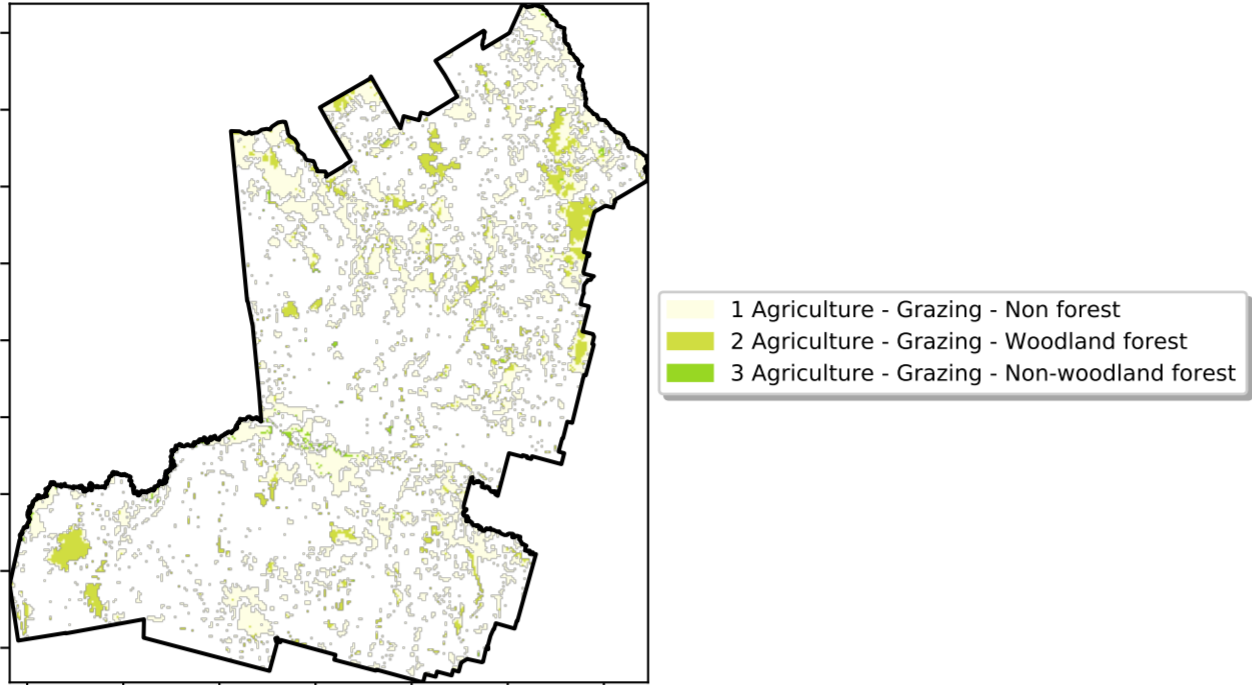 1 Agriculture - Grazing - Non forest
2 Agriculture - Grazing - Woodland forest
3 Agriculture - Grazing - Non-woodland forest